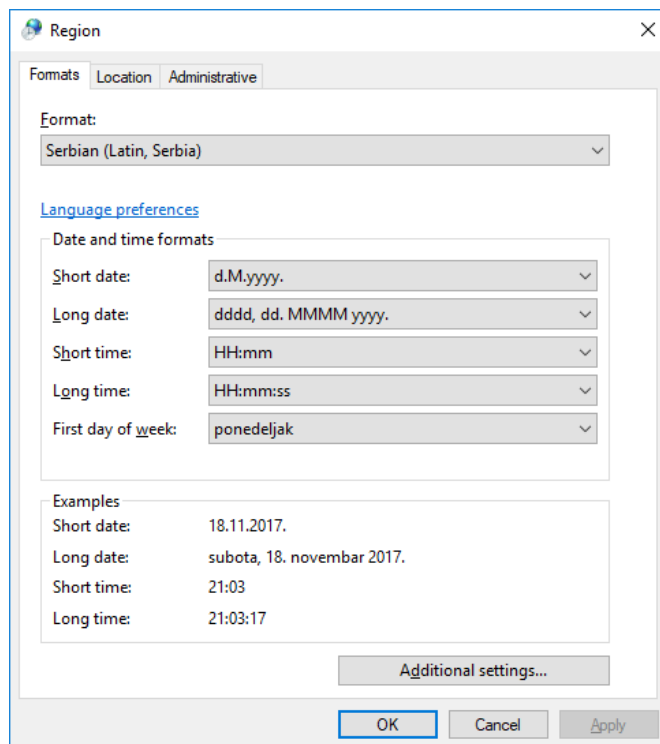 Region
Formats Location Administrative
Format:
Serbian (Latin, Serbia)
Language preferences
Date and time formats
Short date: d.M.yyyy.
Long date: dddd, dd. MMMM yyyy.
Short time: HH:mm
Long time: HH:mm:ss
First day of week: ponedeljak
Examples
Short date: 18.11.2017.
Long date: subota, 18. novembar 2017.
Short time: 21:03
Long time: 21:03:17
Additional settings...
OK Cancel Apply